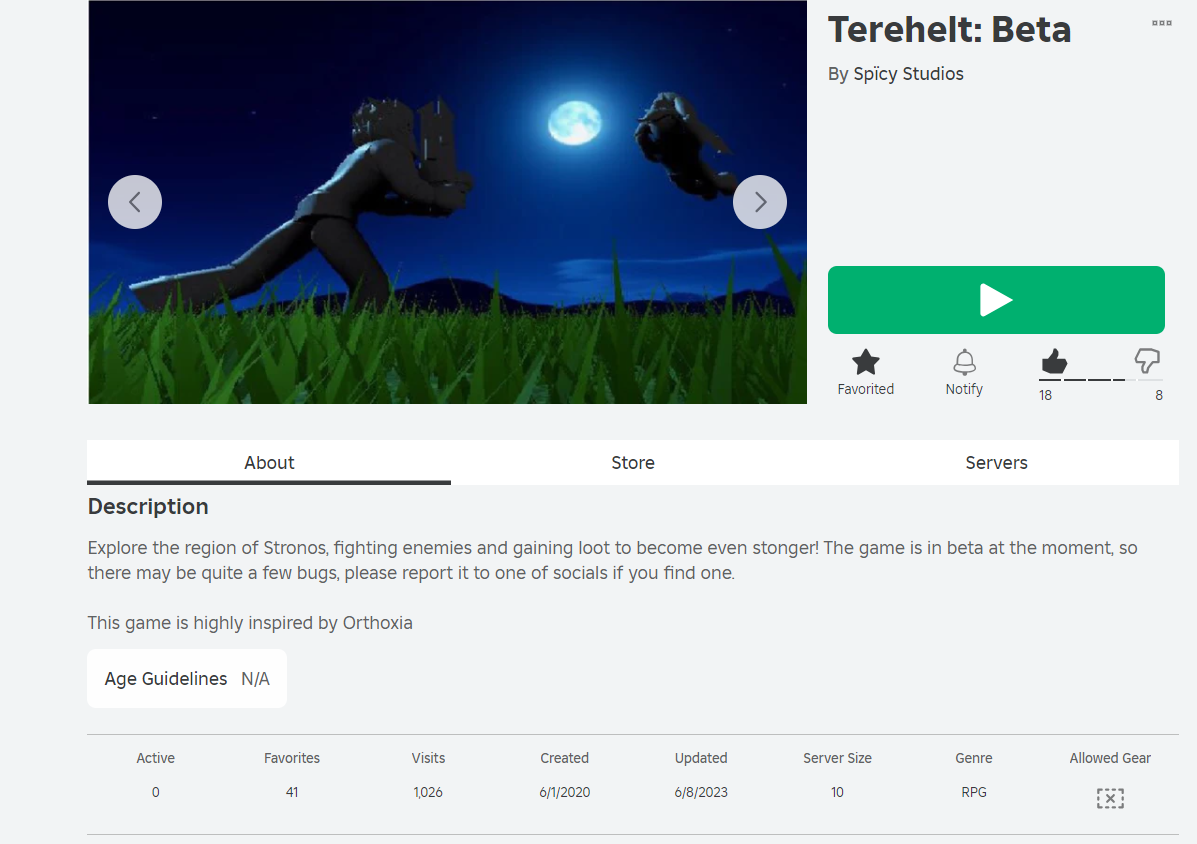 Terehelt: Beta
By Spïcy Studios
Favorited
Notify
18
8
About
Store
Servers
Description
Explore the region of Stronos, fighting enemies and gaining loot to become even stonger! The game is in beta at the moment, so
there may be quite a few bugs, please report it to one of socials if you find one.
This game is highly inspired by Orthoxia
Age Guidelines N/A
Active Favorites Visits Created Updated Server Size Genre Allowed Gear
0 41 1,026 6/1/2020 6/8/2023 10 RPG